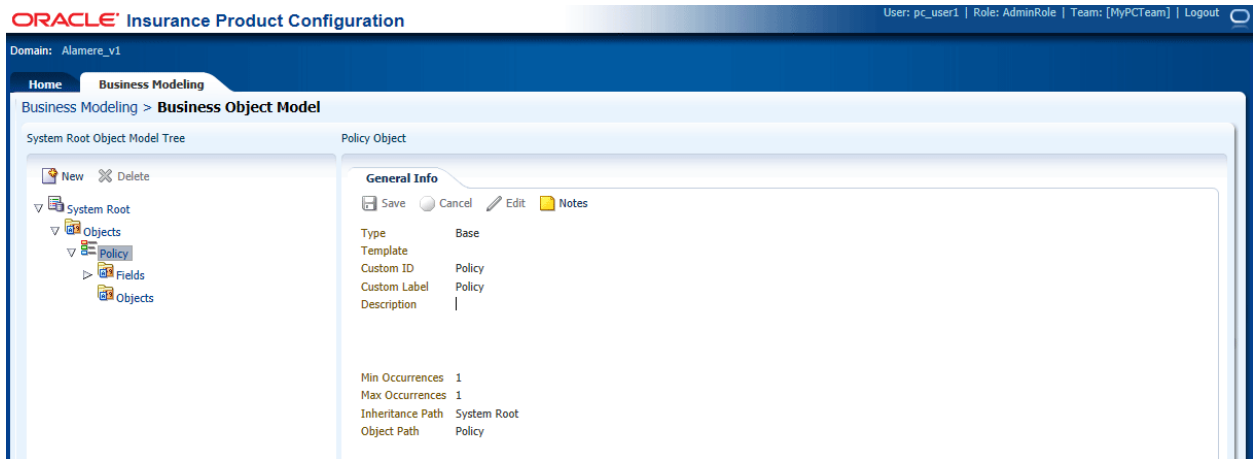 ORACLE® Insurance Product Configuration
User: pc_user1 | Role: AdminRole | Team: [MyPCTeam] | Logout
Domain: Alamere_v1
Home Business Modeling
Business Modeling > Business Object Model
System Root Object Model Tree
Policy Object
New Delete
System Root
Objects
Policy
Fields
Objects
General Info
Save Cancel Edit Notes
Type Base
Template
Custom ID Policy
Custom Label Policy
Description
Min Occurrences 1
Max Occurrences 1
Inheritance Path System Root
Object Path Policy